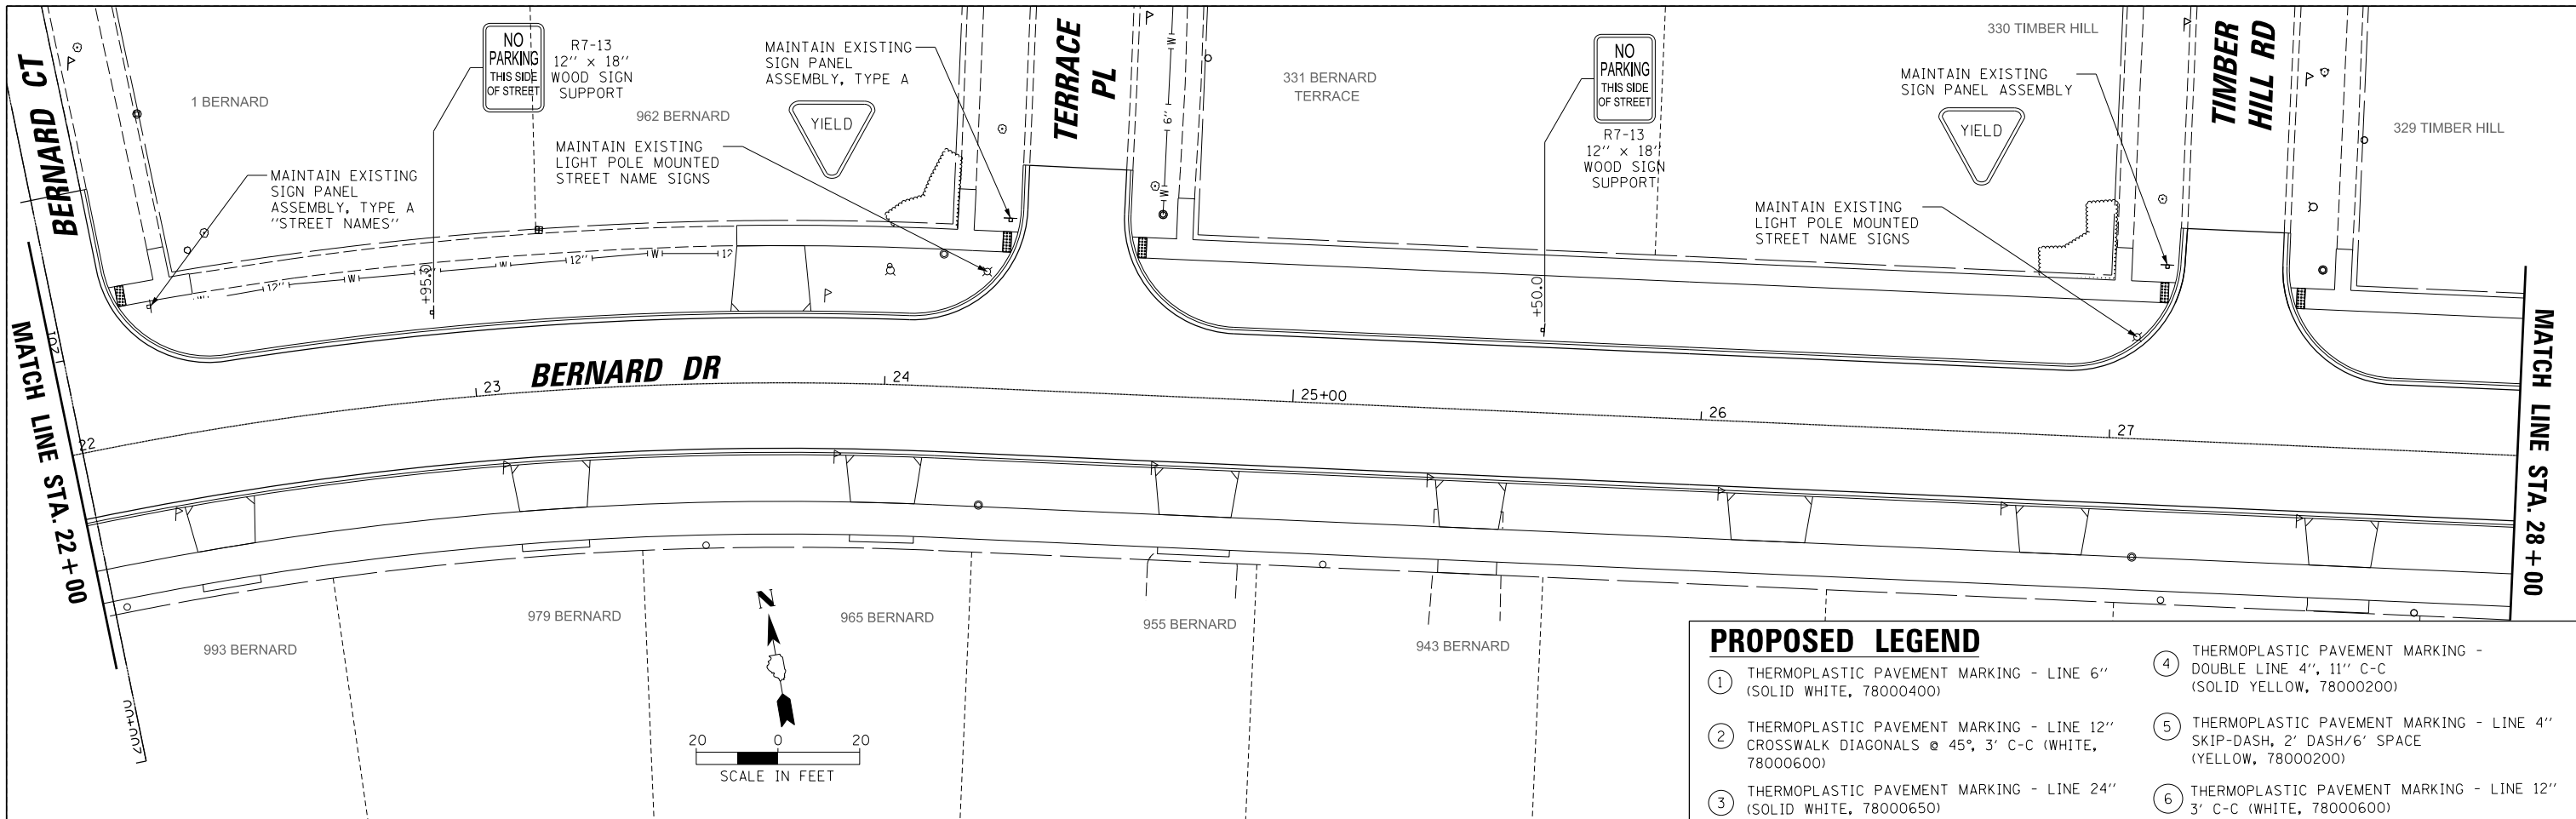 BERNARD CT
1 BERNARD
NO
PARKING
THIS SIDE
OF STREET
R7-13
12" x 18"
WOOD SIGN
SUPPORT
962 BERNARD
MAINTAIN EXISTING
SIGN PANEL
ASSEMBLY, TYPE A
YIELD
TERRACE
PL
MAINTAIN EXISTING
LIGHT POLE MOUNTED
STREET NAME SIGNS
MAINTAIN EXISTING
SIGN PANEL
ASSEMBLY, TYPE A
"STREET NAMES"
W
6"
W
331 BERNARD
TERRACE
NO
PARKING
THIS SIDE
OF STREET
R7-13
12" x 18"
WOOD SIGN
SUPPORT
330 TIMBER HILL
MAINTAIN EXISTING
SIGN PANEL ASSEMBLY
YIELD
TIMBER
HILL RD
329 TIMBER HILL
MAINTAIN EXISTING
LIGHT POLE MOUNTED
STREET NAME SIGNS
12"
W
W
12"
W
12
+95.0
+50.0
MATCH LINE STA. 22+00
201
BERNARD DR
22
23
24
25+00
26
27
MATCH LINE STA. 28+00
993 BERNARD
979 BERNARD
965 BERNARD
955 BERNARD
943 BERNARD
200+00
N
20 0 20
SCALE IN FEET
PROPOSED LEGEND
1 THERMOPLASTIC PAVEMENT MARKING - LINE 6"
(SOLID WHITE, 78000400)
2 THERMOPLASTIC PAVEMENT MARKING - LINE 12"
CROSSWALK DIAGONALS @ 45°, 3' C-C (WHITE,
78000600)
3 THERMOPLASTIC PAVEMENT MARKING - LINE 24"
(SOLID WHITE, 78000650)
4 THERMOPLASTIC PAVEMENT MARKING -
DOUBLE LINE 4", 11" C-C
(SOLID YELLOW, 78000200)
5 THERMOPLASTIC PAVEMENT MARKING - LINE 4"
SKIP-DASH, 2' DASH/6' SPACE
(YELLOW, 78000200)
6 THERMOPLASTIC PAVEMENT MARKING - LINE 12"
3' C-C (WHITE, 78000600)